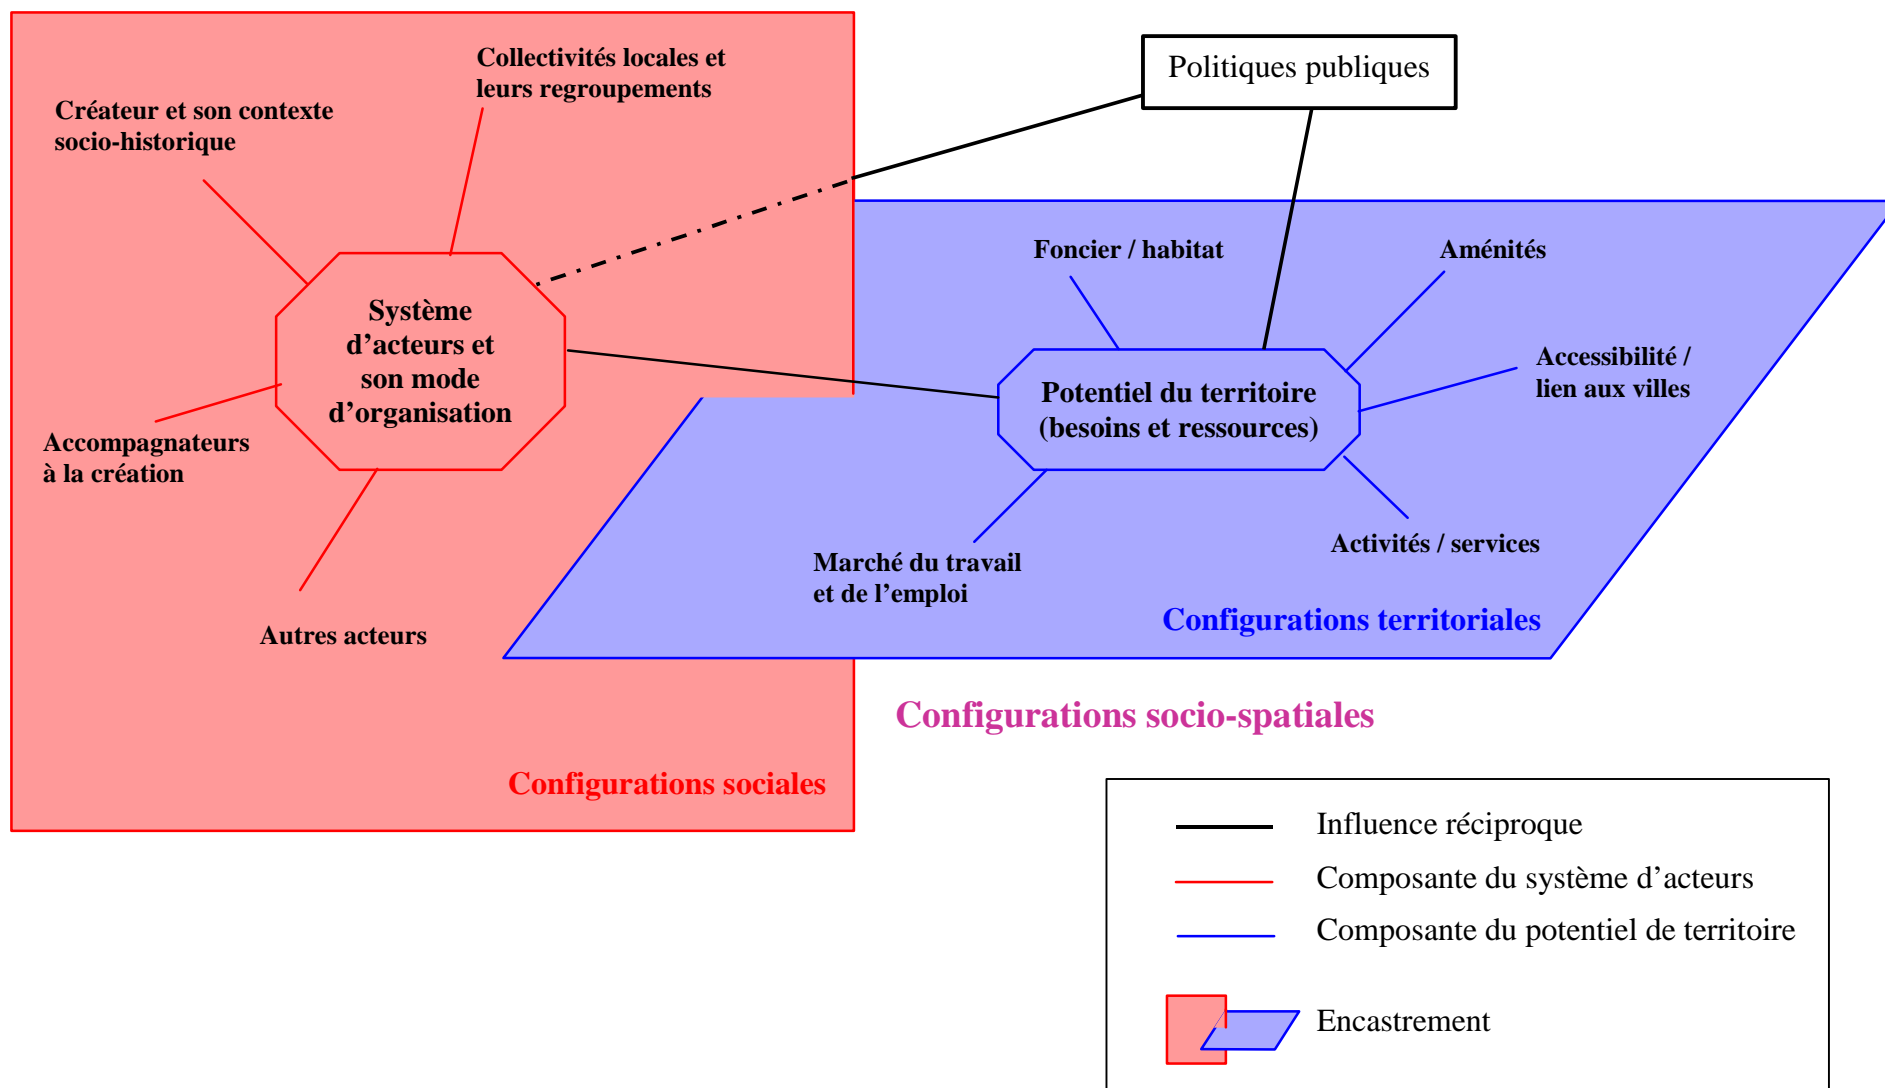 Collectivités locales et
leurs regroupements
Politiques publiques
Créateur et son contexte
socio-historique
Foncier / habitat
Aménités
Système
d’acteurs et
son mode
d’organisation
Accessibilité /
lien aux villes
Potentiel du territoire
(besoins et ressources)
Accompagnateurs
à la création
Activités / services
Marché du travail
et de l’emploi
Autres acteurs
Configurations territoriales
Configurations socio-spatiales
Configurations sociales
Influence réciproque
Composante du système d’acteurs
Composante du potentiel de territoire
Encastrement